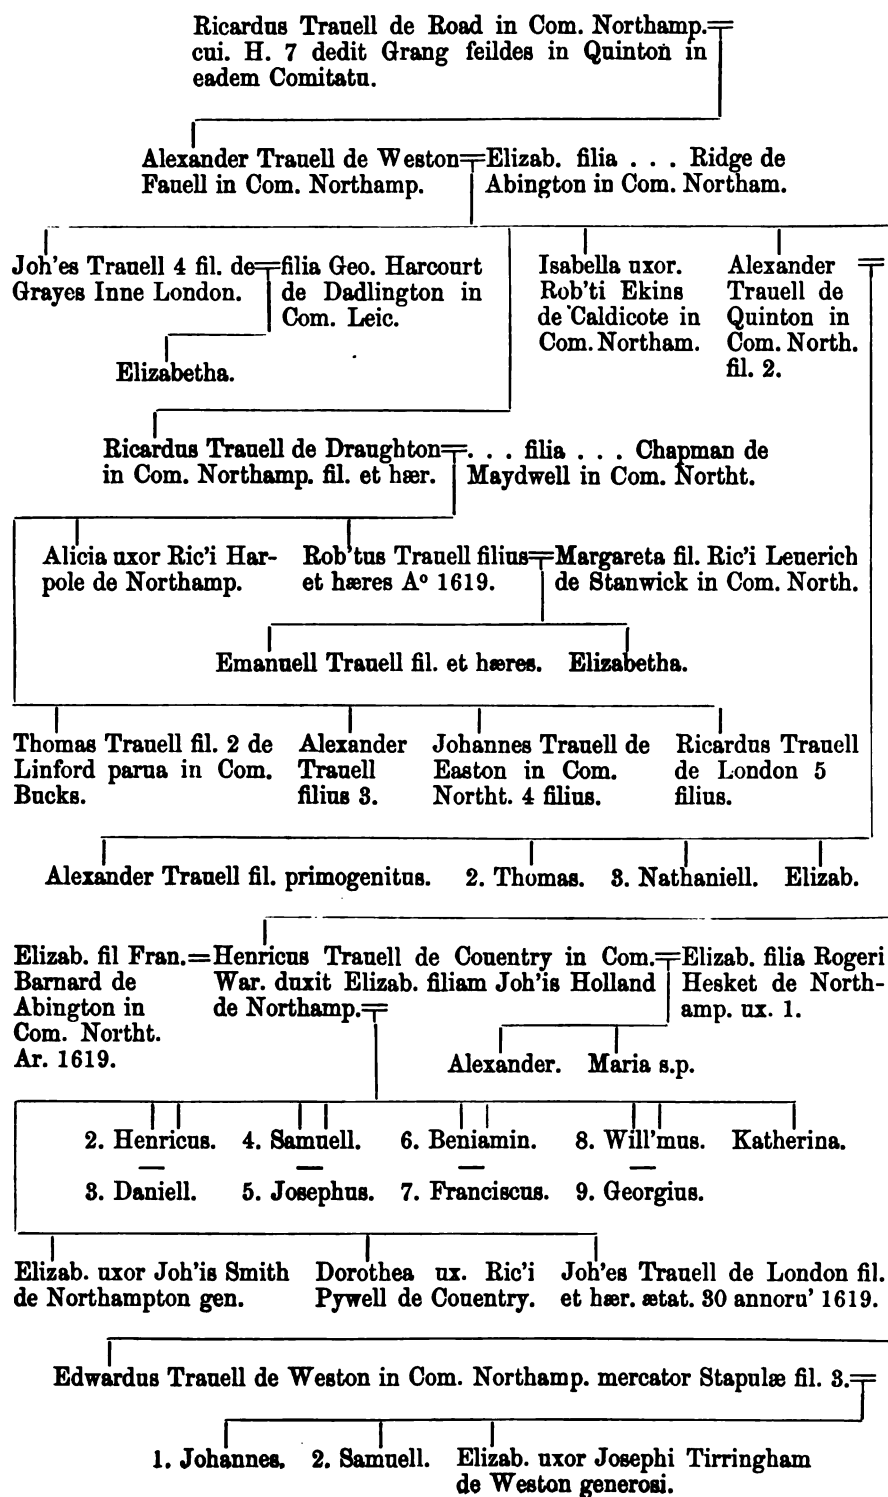 Ricardus Trauell de Road in Com. Northamp.
cui. H. 7 dedit Grang feildes in Quinton in
eadem Comitatu.
Alexander Trauell de Weston
Fauell in Com. Northamp.
Elizab. filia . . . Ridge de
Abington in Com. Northam.
Joh'es Trauell 4 fil. de
Grayes Inne London.
filia Geo. Harcourt
de Dadlington in
Com. Leic.
Isabella uxor.
Rob'ti Ekins
de Caldicote in
Com. Northam.
Alexander
Trauell de
Quinton in
Com. North.
fil. 2.
Elizabetha.
Ricardus Trauell de Draughton
in Com. Northamp. fil. et hær.
. . . filia . . . Chapman de
Maydwell in Com. Northt.
Alicia uxor Ric'i Har-
pole de Northamp.
Rob'tus Trauell filius
et hæres Aº 1619.
Margareta fil. Ric'i Leuerich
de Stanwick in Com. North.
Emanuell Trauell fil. et hæres.
Elizabetha.
Thomas Trauell fil. 2 de
Linford parua in Com.
Bucks.
Alexander
Trauell
filius 3.
Johannes Trauell de
Easton in Com.
Northt. 4 filius.
Ricardus Trauell
de London 5
filius.
Alexander Trauell fil. primogenitus.
2. Thomas.
3. Nathaniell.
Elizab.
Elizab. fil Fran.
Barnard de
Abington in
Com. Northt.
Ar. 1619.
Henricus Trauell de Couentry in Com.
War. duxit Elizab. filiam Joh'is Holland
de Northamp.
Elizab. filia Rogeri
Hesket de North-
amp. ux. 1.
Alexander.
Maria s.p.
2. Henricus.
4. Samuell.
6. Beniamin.
8. Will'mus.
Katherina.
3. Daniell.
5. Josephus.
7. Franciscus.
9. Georgius.
Elizab. uxor Joh'is Smith
de Northampton gen.
Dorothea ux. Ric'i
Pywell de Couentry.
Joh'es Trauell de London fil.
et hær. ætat. 30 annoru' 1619.
Edwardus Trauell de Weston in Com. Northamp. mercator Stapulæ fil. 3.
1. Johannes.
2. Samuell.
Elizab. uxor Josephi Tirringham
de Weston generosi.